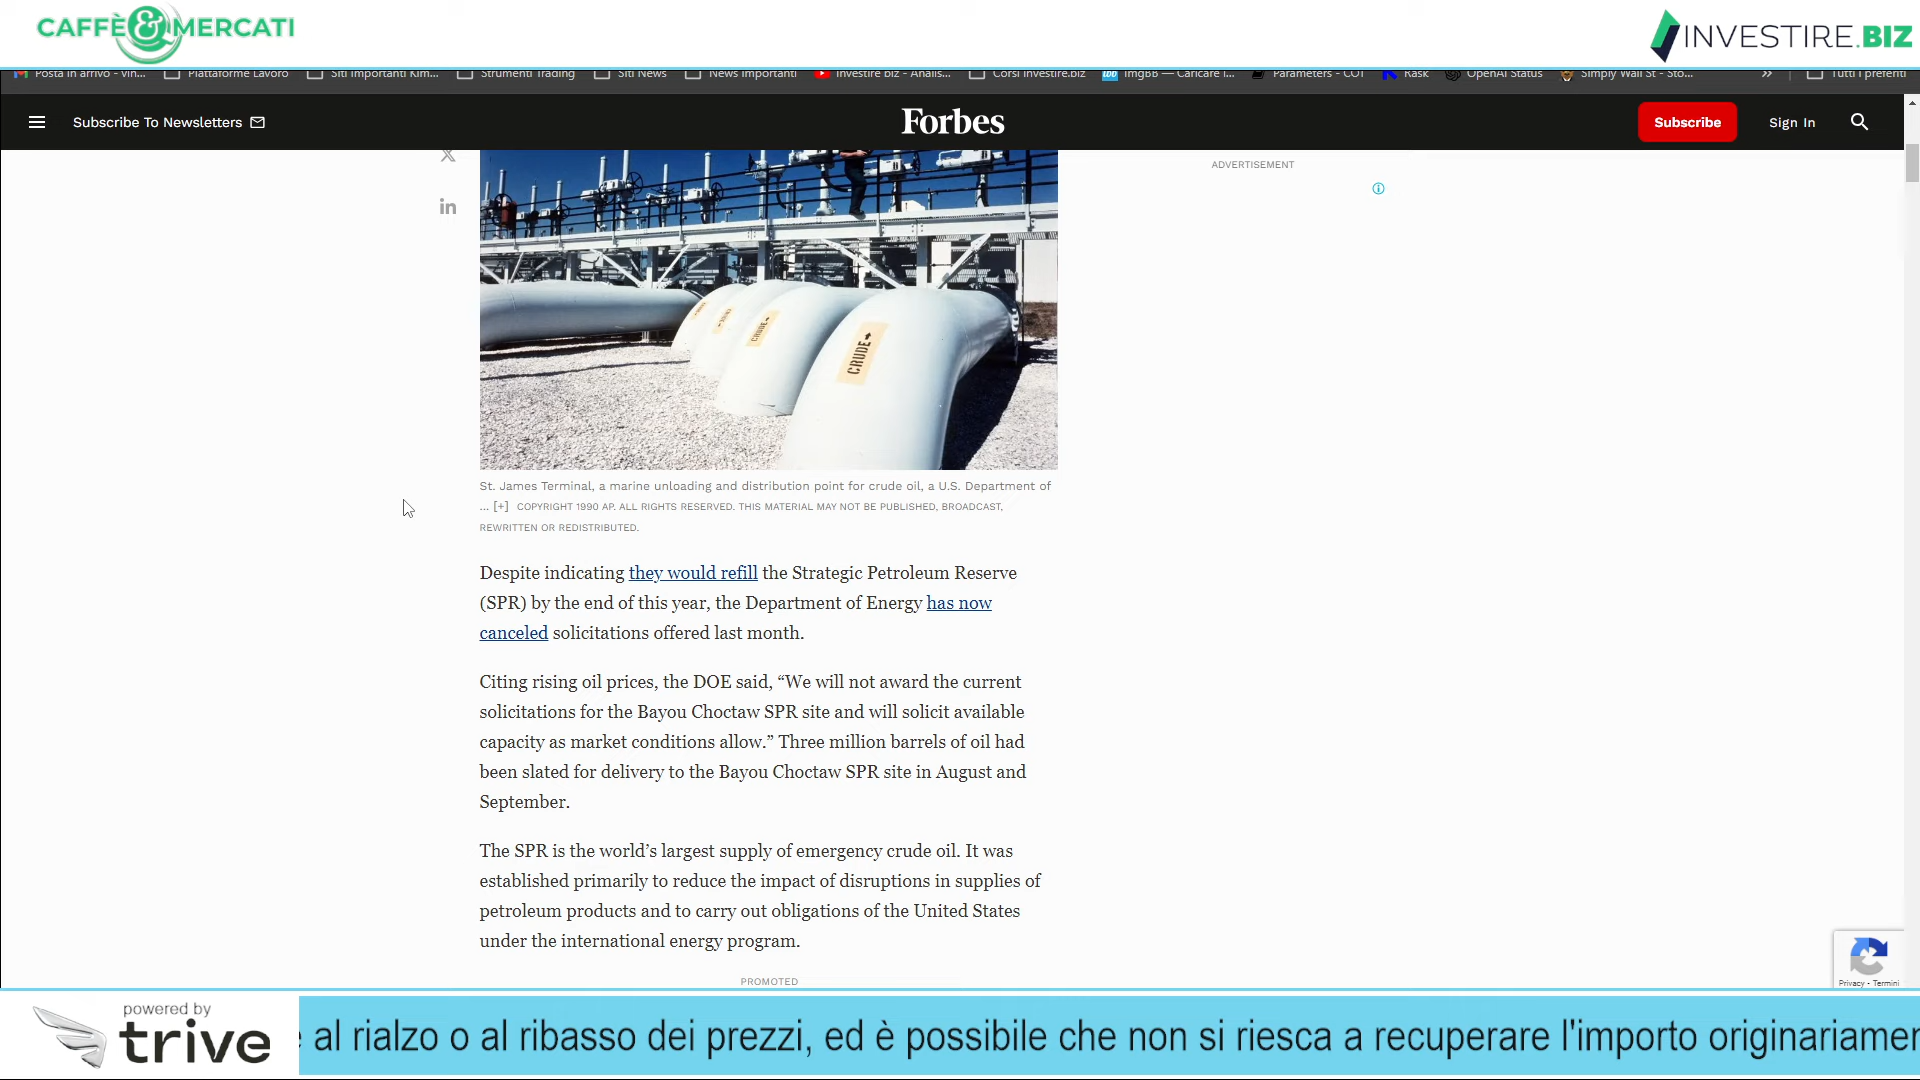 CAFFÈ&MERCATI
INVESTIRE.BIZ
Posta in arrivo - vin... Piattaforme Lavoro Siti Importanti Kim... Strumenti Trading Siti News News Importanti Investire biz - Analis... Corsi Investire.biz ImgBB — Caricare i... Parameters - COT Rask OpenAI Status Simply Wall St - Sto... » Tutti i preferiti
Subscribe To Newsletters
Forbes
Subscribe
Sign In
ADVERTISEMENT
in
CRUDE
CRUDE
St. James Terminal, a marine unloading and distribution point for crude oil, a U.S. Department of
... [+] COPYRIGHT 1990 AP. ALL RIGHTS RESERVED. THIS MATERIAL MAY NOT BE PUBLISHED, BROADCAST,
REWRITTEN OR REDISTRIBUTED.
Despite indicating they would refill the Strategic Petroleum Reserve
(SPR) by the end of this year, the Department of Energy has now
canceled solicitations offered last month.
Citing rising oil prices, the DOE said, “We will not award the current
solicitations for the Bayou Choctaw SPR site and will solicit available
capacity as market conditions allow.” Three million barrels of oil had
been slated for delivery to the Bayou Choctaw SPR site in August and
September.
The SPR is the world’s largest supply of emergency crude oil. It was
established primarily to reduce the impact of disruptions in supplies of
petroleum products and to carry out obligations of the United States
under the international energy program.
PROMOTED
Privacy - Termini
powered by
trive
al rialzo o al ribasso dei prezzi, ed è possibile che non si riesca a recuperare l'importo originariamen